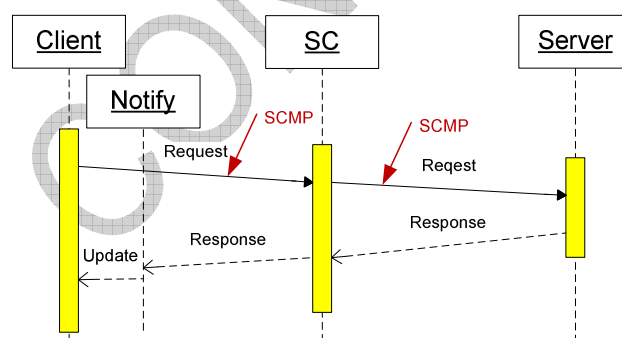 Client
SC
Server
Notify
SCMP
SCMP
Request
Reqest
Response
Response
Update